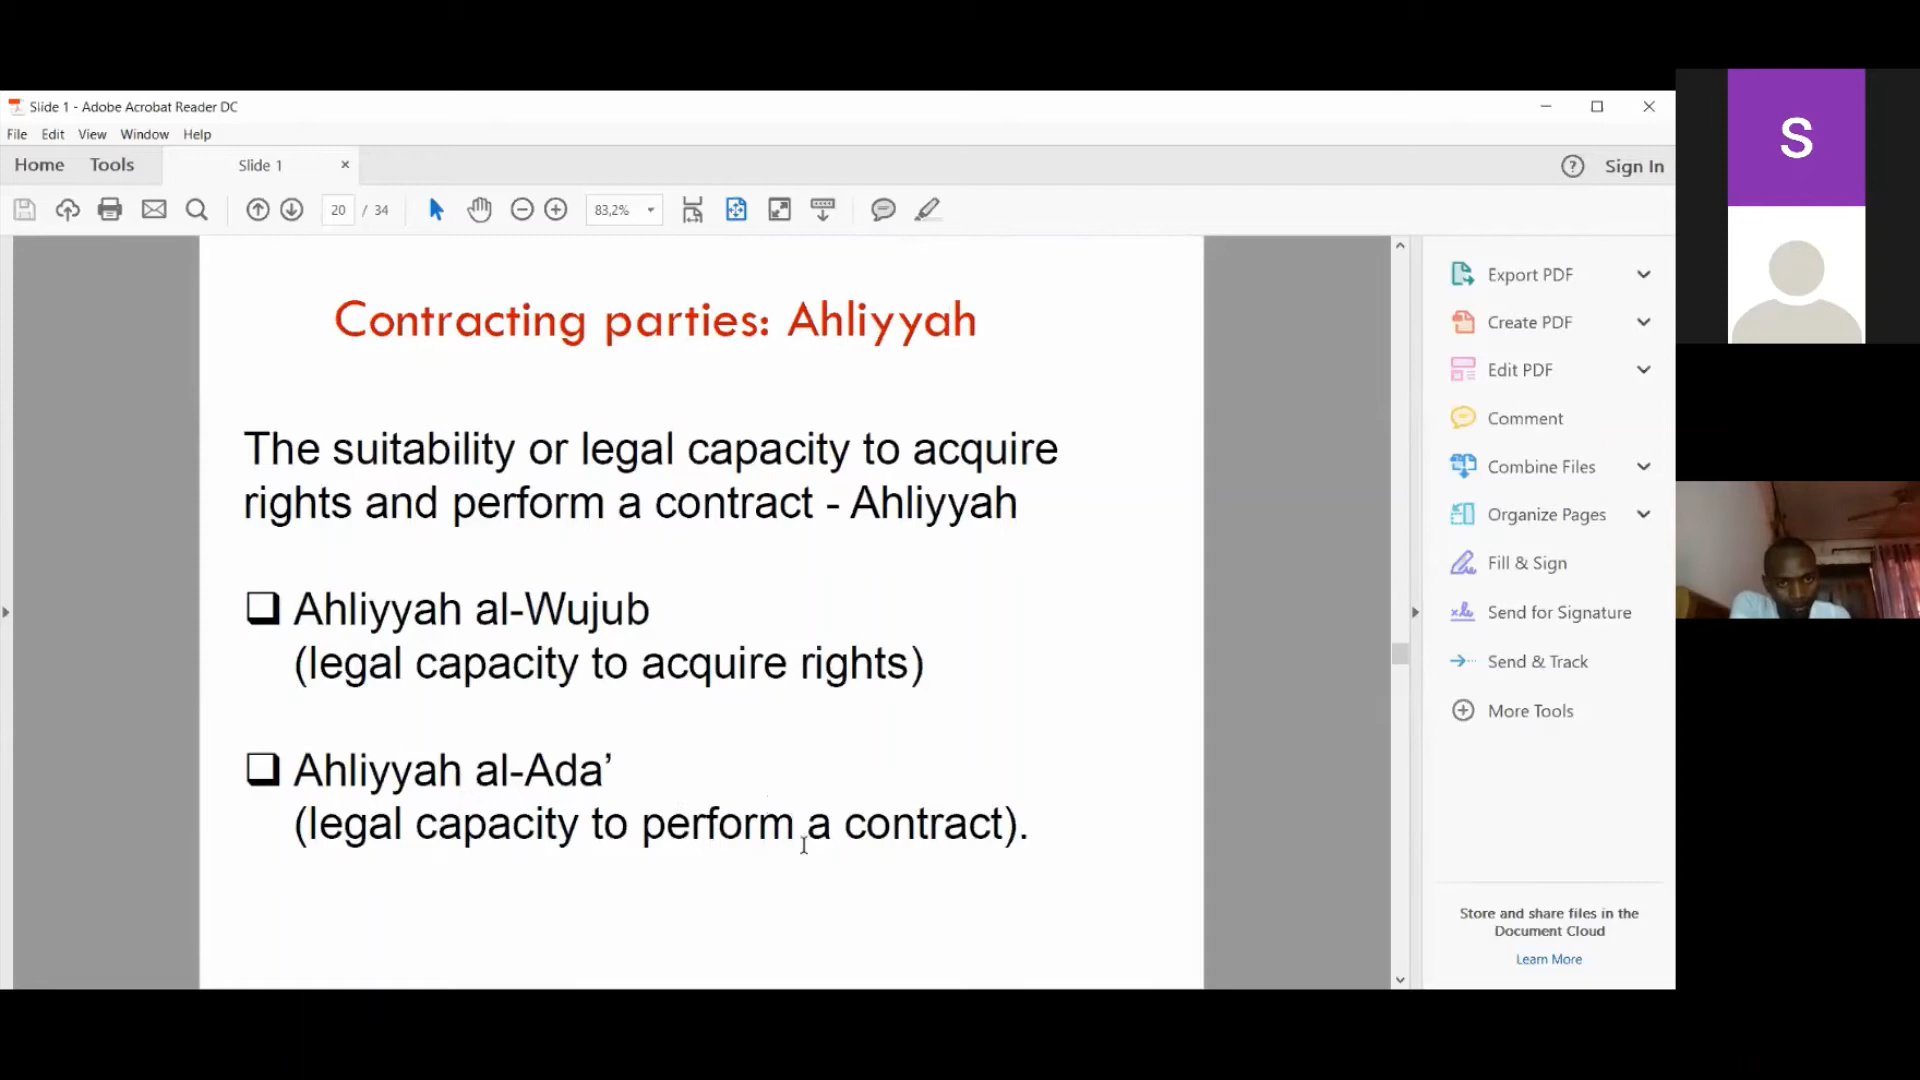 Slide 1 - Adobe Acrobat Reader DC
File Edit View Window Help
Home Tools Slide 1
Sign In
20 / 34 83,2%
Contracting parties: Ahliyyah
The suitability or legal capacity to acquire
rights and perform a contract - Ahliyyah
Ahliyyah al-Wujub
(legal capacity to acquire rights)
Ahliyyah al-Ada’
(legal capacity to perform a contract).
Export PDF
Create PDF
Edit PDF
Comment
Combine Files
Organize Pages
Fill & Sign
Send for Signature
Send & Track
More Tools
Store and share files in the
Document Cloud
Learn More
S